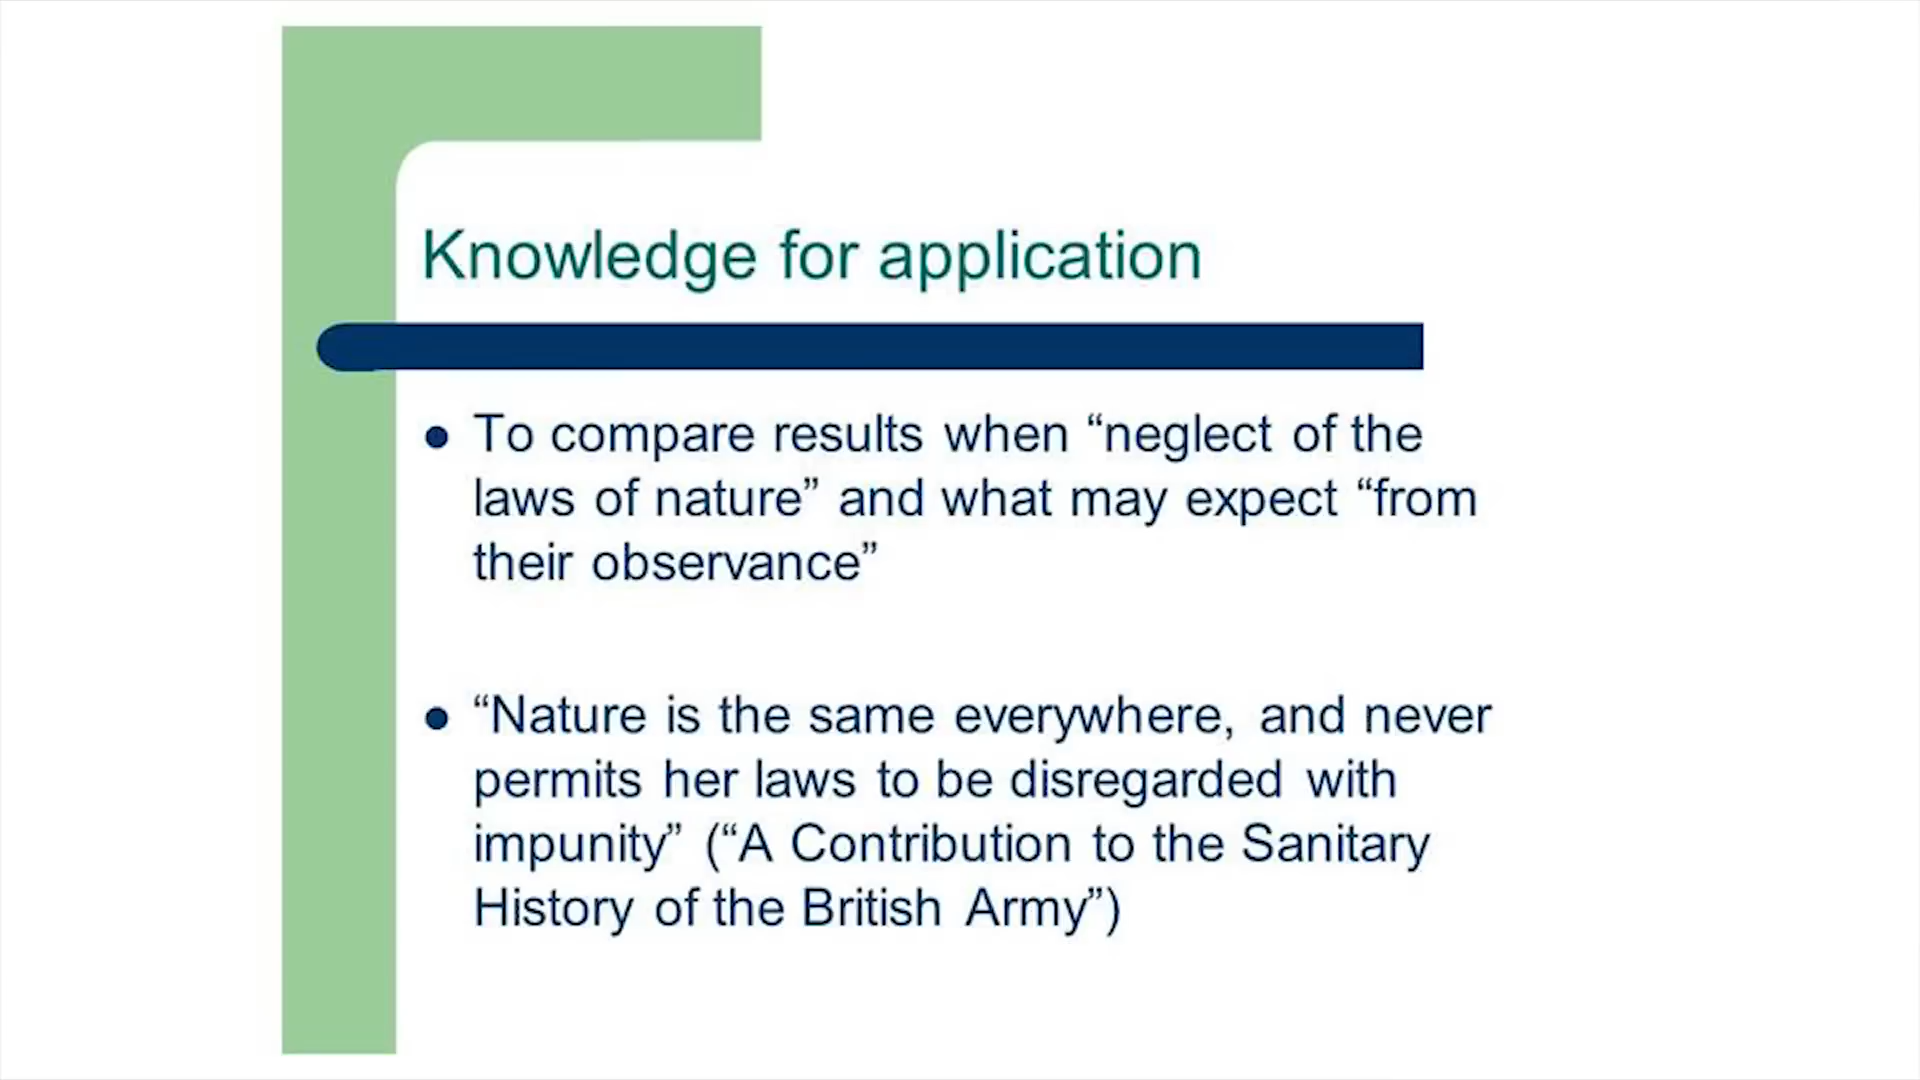 Knowledge for application
● To compare results when “neglect of the
laws of nature” and what may expect “from
their observance”
● “Nature is the same everywhere, and never
permits her laws to be disregarded with
impunity” (“A Contribution to the Sanitary
History of the British Army”)